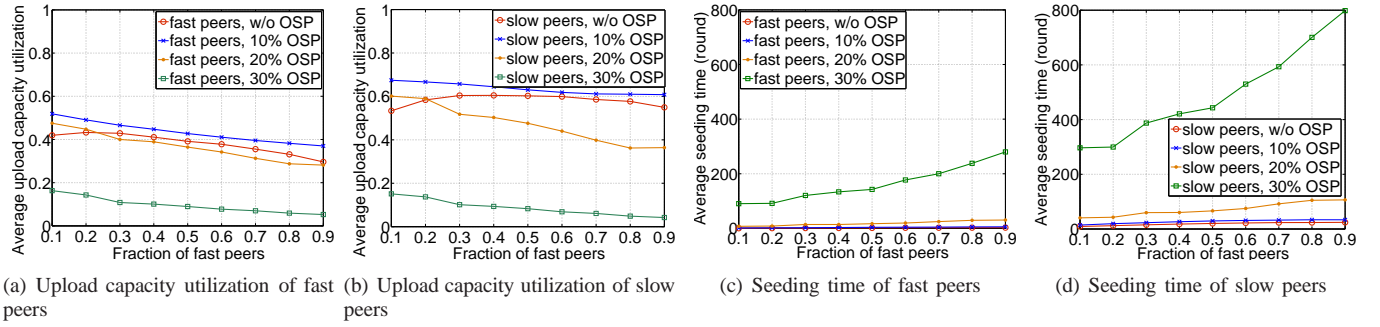 Average upload capacity utilization
1
0.8
0.6
0.4
0.2
0
fast peers, w/o OSP
fast peers, 10% OSP
fast peers, 20% OSP
fast peers, 30% OSP
0.1 0.2 0.3 0.4 0.5 0.6 0.7 0.8 0.9
Fraction of fast peers
(a) Upload capacity utilization of fast
peers
Average upload capacity utilization
1
0.8
0.6
0.4
0.2
0
slow peers, w/o OSP
slow peers, 10% OSP
slow peers, 20% OSP
slow peers, 30% OSP
0.1 0.2 0.3 0.4 0.5 0.6 0.7 0.8 0.9
Fraction of fast peers
(b) Upload capacity utilization of slow
peers
Average seeding time (round)
800
600
400
200
0
fast peers, w/o OSP
fast peers, 10% OSP
fast peers, 20% OSP
fast peers, 30% OSP
0.1 0.2 0.3 0.4 0.5 0.6 0.7 0.8 0.9
Fraction of fast peers
(c) Seeding time of fast peers
Average seeding time (round)
800
600
400
200
0
slow peers, w/o OSP
slow peers, 10% OSP
slow peers, 20% OSP
slow peers, 30% OSP
0.1 0.2 0.3 0.4 0.5 0.6 0.7 0.8 0.9
Fraction of fast peers
(d) Seeding time of slow peers